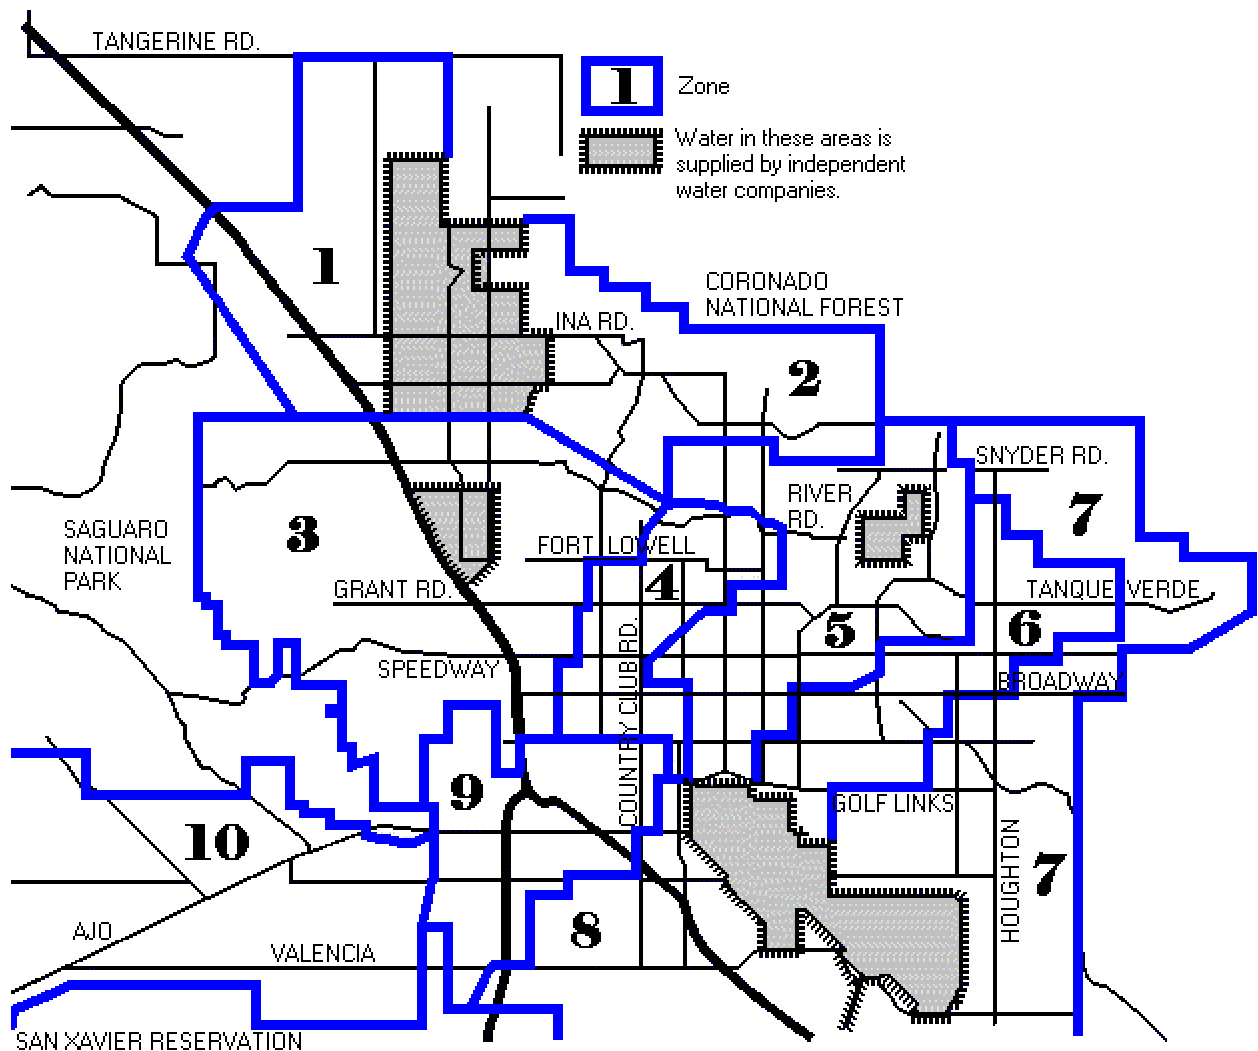 TANGERINE RD.
1
Zone
Water in these areas is
supplied by independent
water companies.
1
CORONADO
NATIONAL FOREST
INA RD.
2
SNYDER RD.
RIVER
RD.
7
SAGUARO
NATIONAL
PARK
3
FORT LOWELL
4
GRANT RD.
TANQUE VERDE
5
6
SPEEDWAY
COUNTRY CLUB RD.
BROADWAY
9
GOLF LINKS
10
HOUGHTON
7
8
AJO
VALENCIA
SAN XAVIER RESERVATION